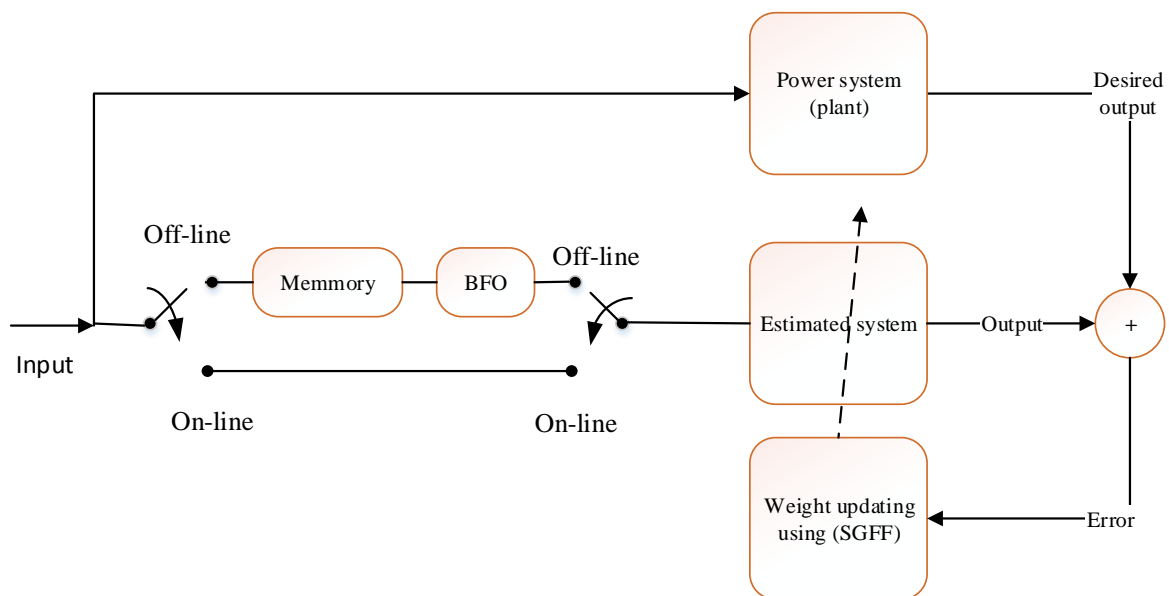 Power system
(plant)
Desired
output
Off-line
Off-line
Memmory
BFO
Estimated system
Output
+
Input
On-line
On-line
Weight updating
using (SGFF)
Error